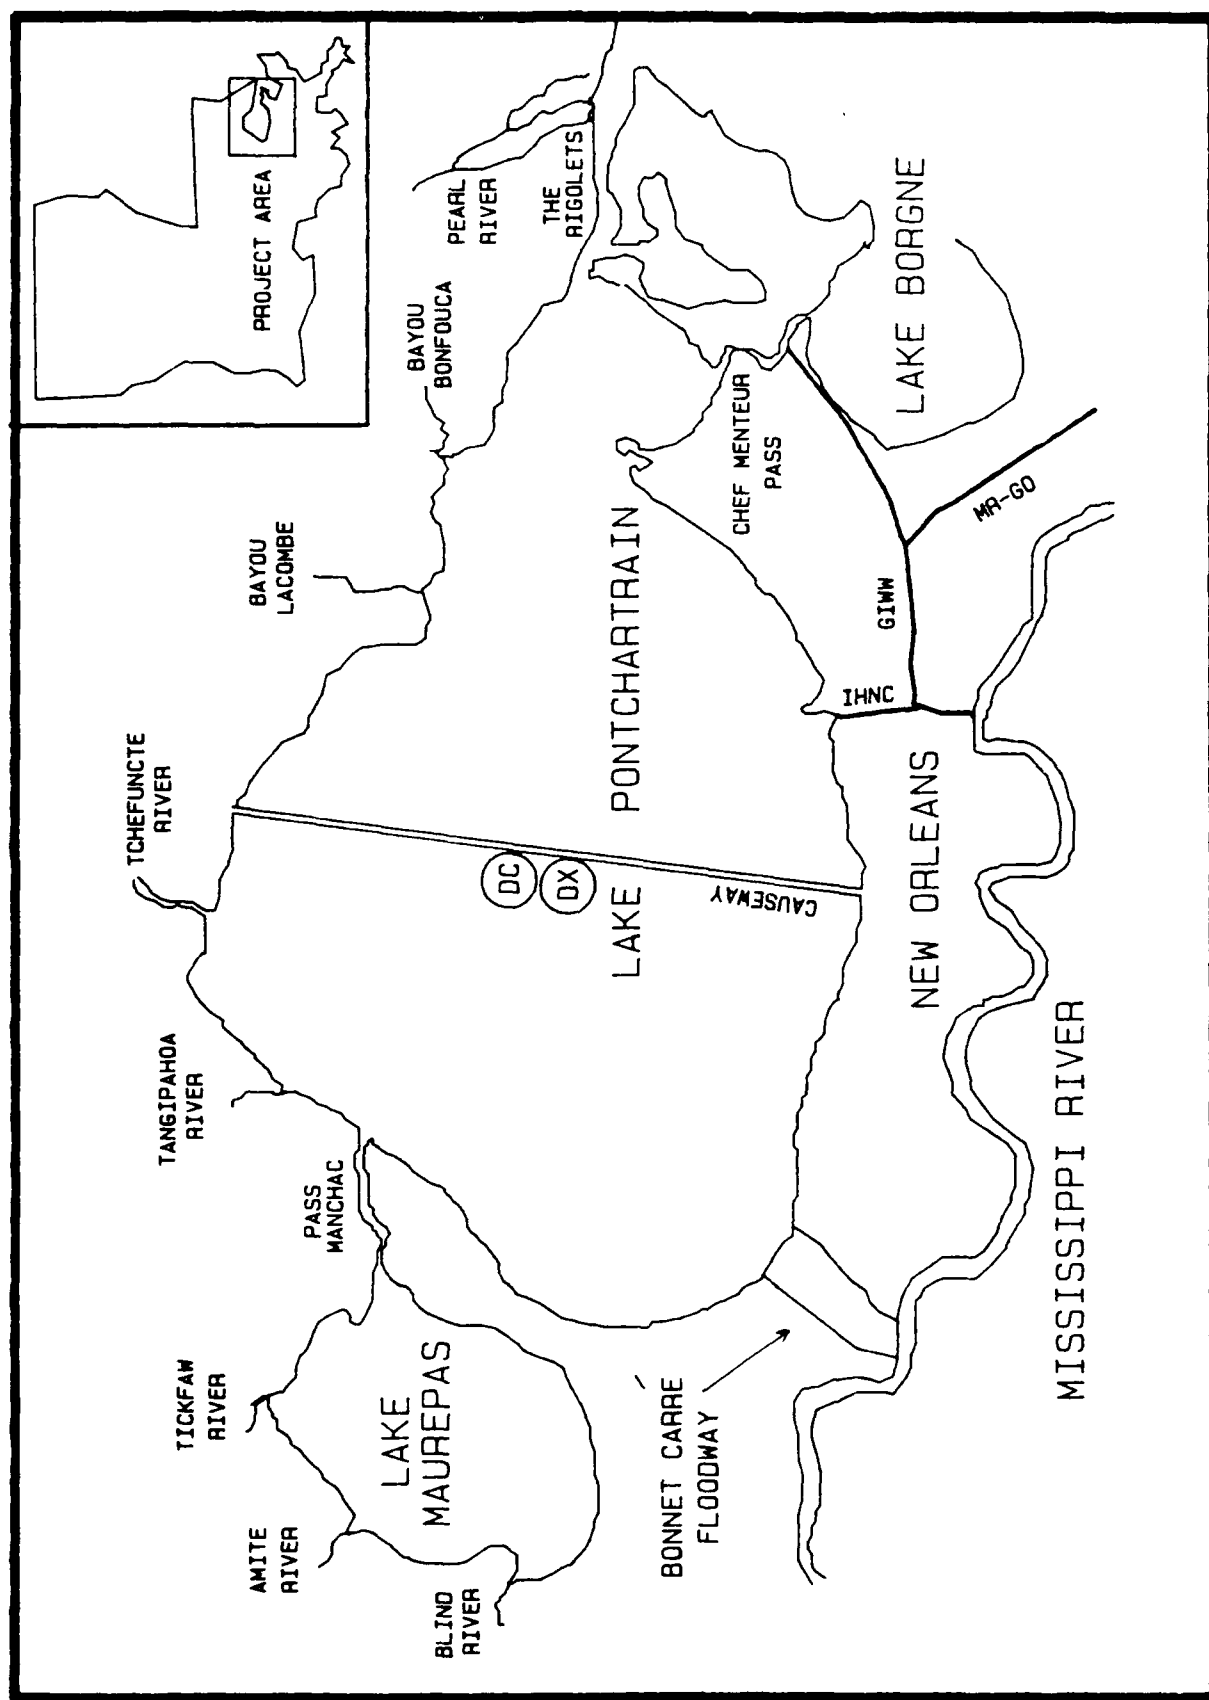 TICKFAW
RIVER
AMITE
RIVER
BLIND
RIVER
LAKE
MAUREPAS
PASS
MANCHAC
TANGIPAHOA
RIVER
TCHEFUNCTE
RIVER
BAYOU
LACOMBE
BAYOU
BONFOUCA
PEARL
RIVER
THE
RIGOLETS
PROJECT AREA
DC
DX
LAKE PONTCHARTRAIN
CAUSEWAY
CHEF MENTEUR
PASS
LAKE BORGNE
GIWW
MR-GO
IHNC
NEW ORLEANS
BONNET CARRE
FLOODWAY
MISSISSIPPI RIVER